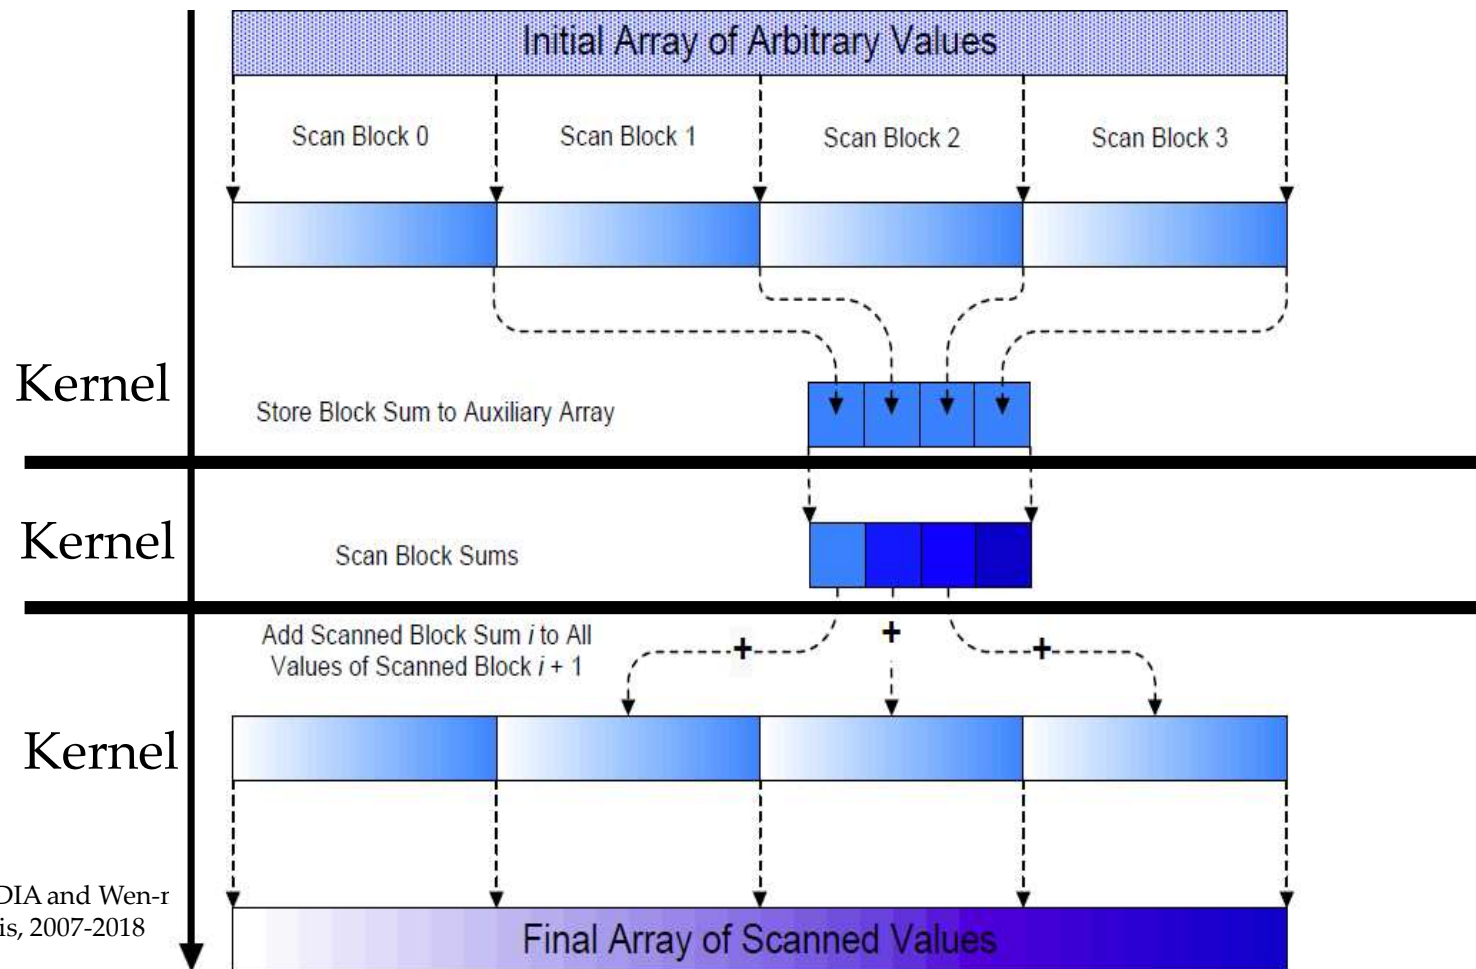 Initial Array of Arbitrary Values
Scan Block 0
Scan Block 1
Scan Block 2
Scan Block 3
Kernel
Store Block Sum to Auxiliary Array
Kernel
Scan Block Sums
Add Scanned Block Sum i to All
Values of Scanned Block i + 1
+
+
+
Kernel
DIA and Wen-r
is, 2007-2018
Final Array of Scanned Values